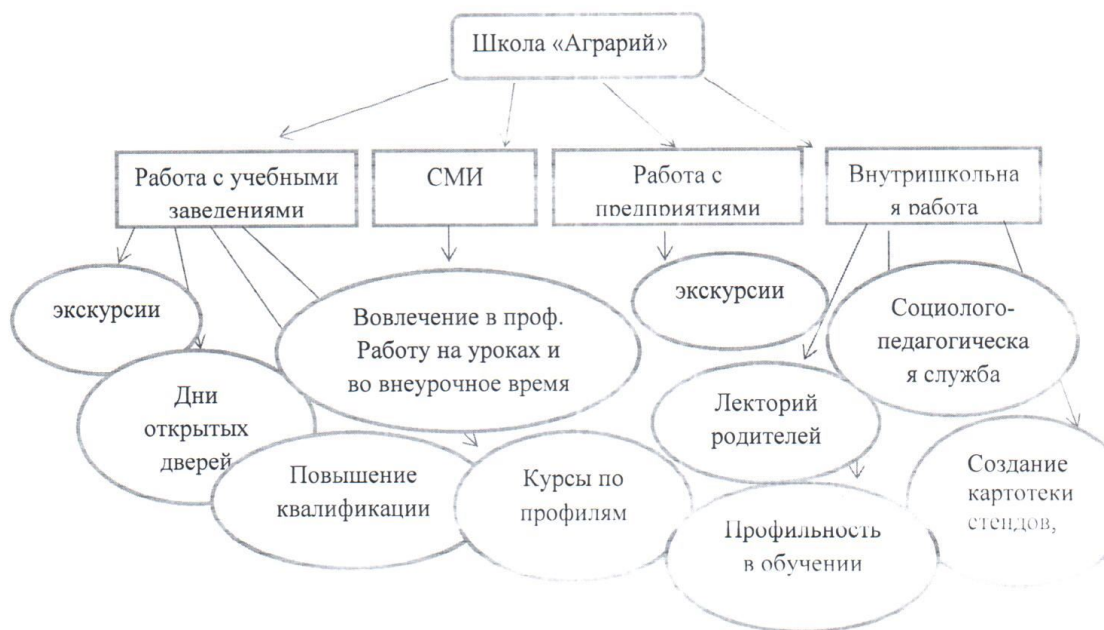 Школа «Аграрий»
Работа с учебными
заведениями
СМИ
Работа с
предприятиями
Внутришкольна
я работа
экскурсии
Дни
открытых
дверей
Повышение
квалификации
Вовлечение в проф.
Работу на уроках и
во внеурочное время
Курсы по
профилям
экскурсии
Лекторий
родителей
Профильность
в обучении
Социолого-
педагогическа
я служба
Создание
картотеки
стендов,